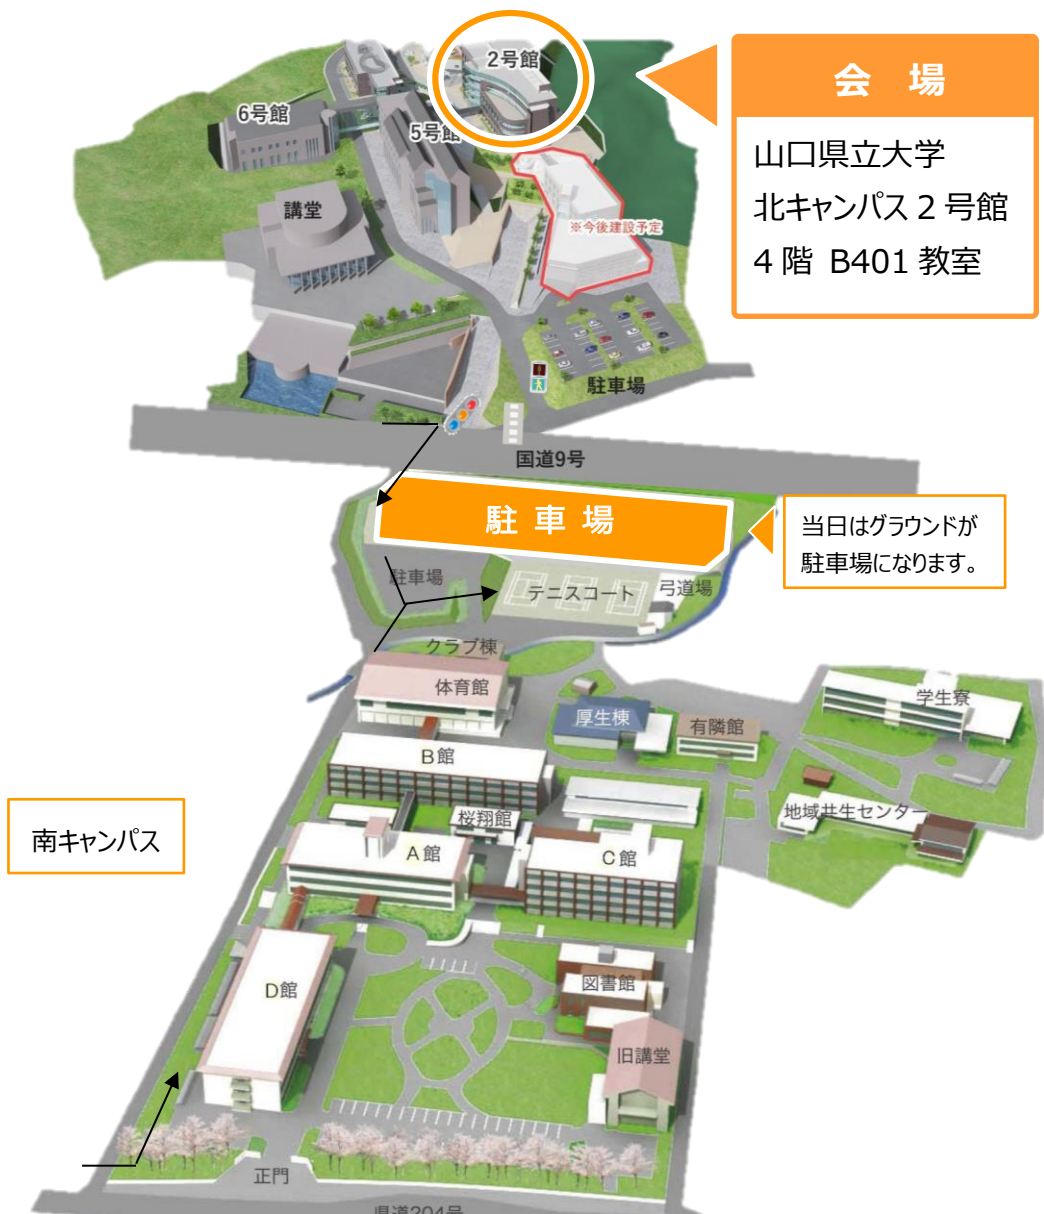 2号館
会 場
山口県立大学
北キャンパス 2 号館
4 階 B401 教室
6号館
5号館
講堂
※今後建設予定
駐車場
国道9号
駐 車 場
当日はグラウンドが
駐車場になります。
駐車場
テニスコート
弓道場
クラブ棟
体育館
学生寮
厚生棟
有隣館
B館
桜翔館
地域共生センター
南キャンパス
A館
C館
図書館
D館
旧講堂
正門
県道204号